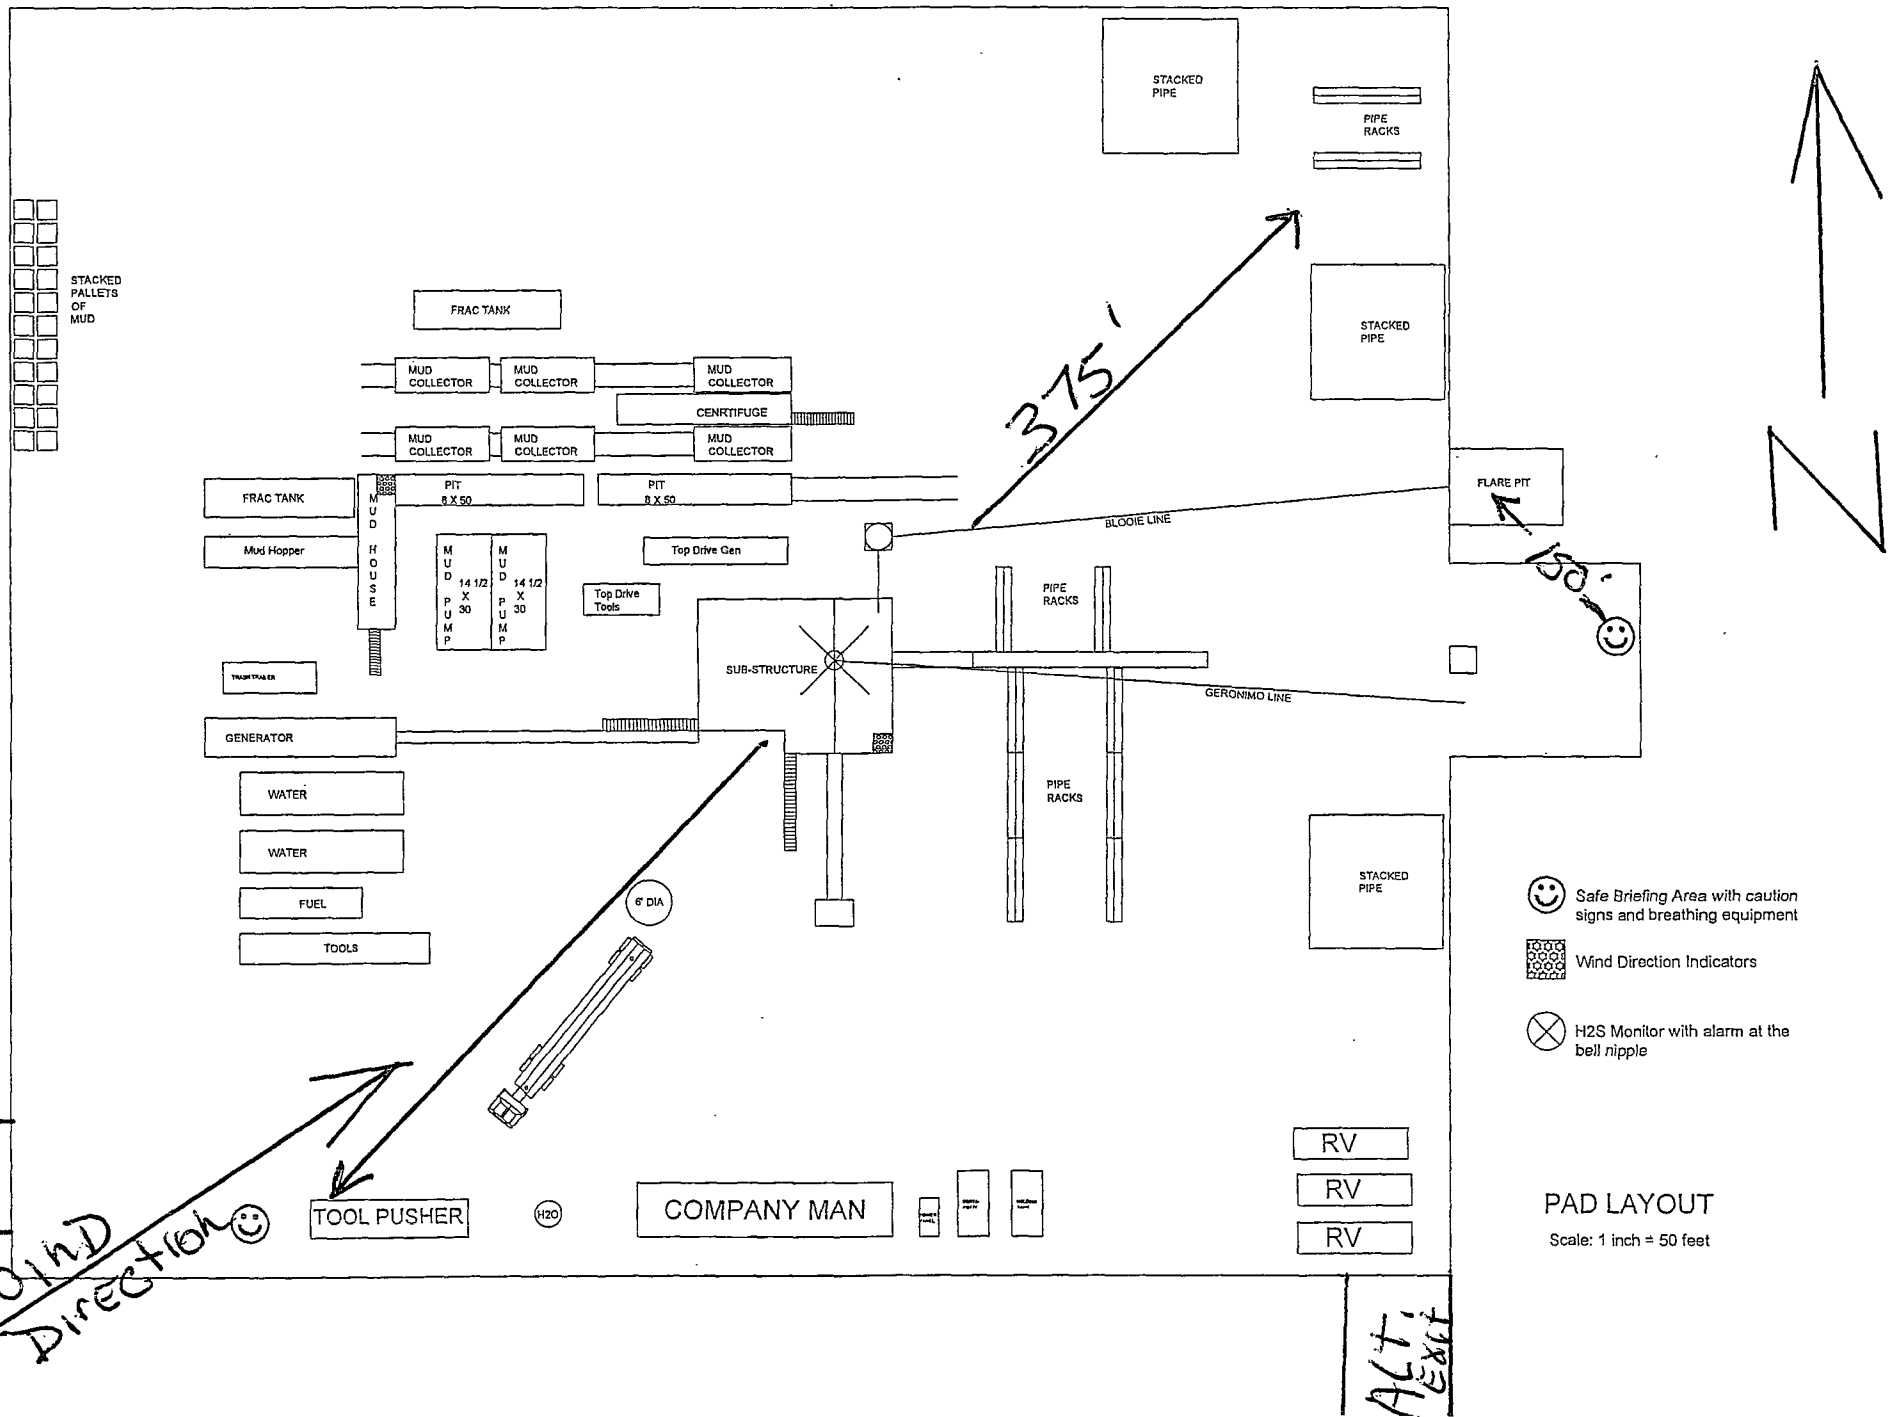 STACKED
PIPE
PIPE
RACKS
STACKED
PALLETS
OF
MUD
FRAC TANK
375'
STACKED
PIPE
MUD
COLLECTOR
MUD
COLLECTOR
MUD
COLLECTOR
CENRTIFUGE
MUD
COLLECTOR
MUD
COLLECTOR
MUD
COLLECTOR
N
FRAC TANK
MUD HOUSE
PIT
8 X 50
PIT
8 X 50
FLARE PIT
BLOOIE LINE
Mud Hopper
MUD PUMP
14 1/2
X
30
MUD PUMP
14 1/2
X
30
Top Drive Gen
150'
Top Drive
Tools
PIPE
RACKS
SUB-STRUCTURE
TRASH TRAILER
GERONIMO LINE
GENERATOR
WATER
PIPE
RACKS
WATER
STACKED
PIPE
FUEL
6' DIA
TOOLS
Safe Briefing Area with caution
signs and breathing equipment
Wind Direction Indicators
H2S Monitor with alarm at the
bell nipple
RV
RV
RV
TOOL PUSHER
H2O
COMPANY MAN
PAD LAYOUT
Scale: 1 inch = 50 feet
Direction
ALT.
Exit